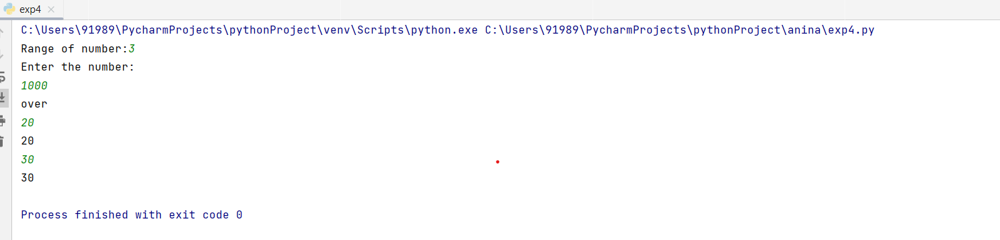 exp4
C:\Users\91989\PycharmProjects\pythonProject\venv\Scripts\python.exe C:\Users\91989\PycharmProjects\pythonProject\anina\exp4.py
Range of number:3
Enter the number:
1000
over
20
20
30
30
Process finished with exit code 0